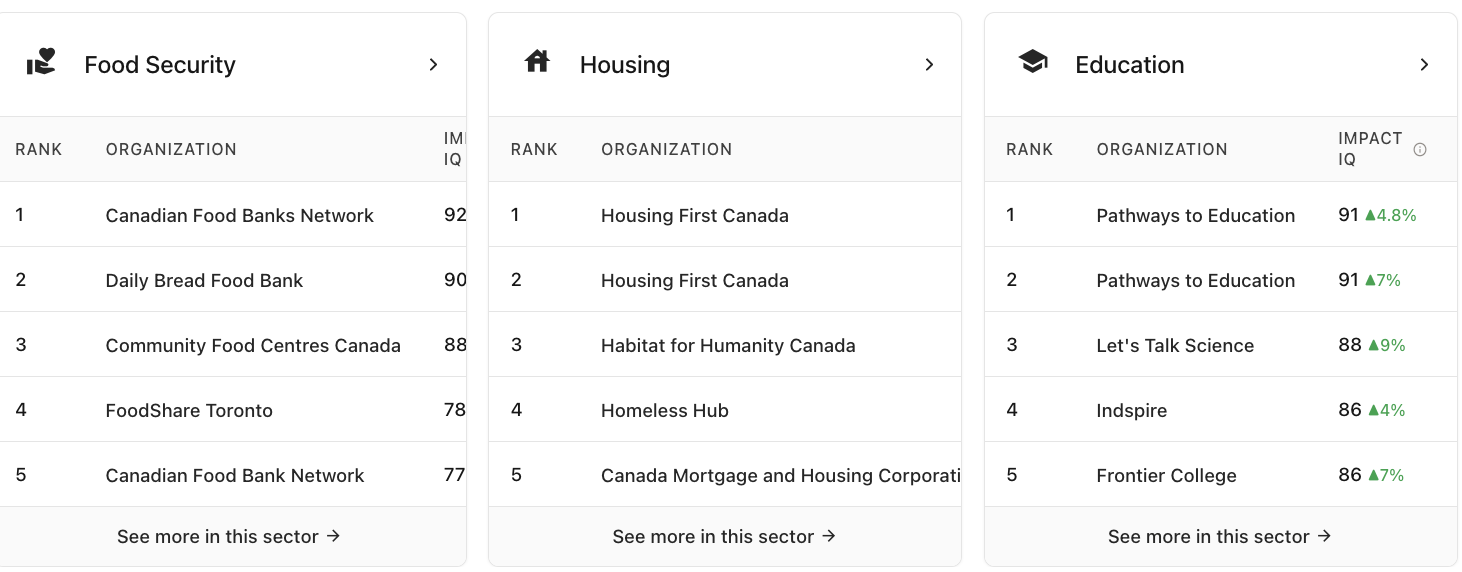 Food Security
RANK ORGANIZATION IM
IQ
1 Canadian Food Banks Network 92
2 Daily Bread Food Bank 90
3 Community Food Centres Canada 88
4 FoodShare Toronto 78
5 Canadian Food Bank Network 77
See more in this sector →
Housing
RANK ORGANIZATION
1 Housing First Canada
2 Housing First Canada
3 Habitat for Humanity Canada
4 Homeless Hub
5 Canada Mortgage and Housing Corporati
See more in this sector →
Education
RANK ORGANIZATION IMPACT
IQ
1 Pathways to Education 91 ▲4.8%
2 Pathways to Education 91 ▲7%
3 Let's Talk Science 88 ▲9%
4 Indspire 86 ▲4%
5 Frontier College 86 ▲7%
See more in this sector →